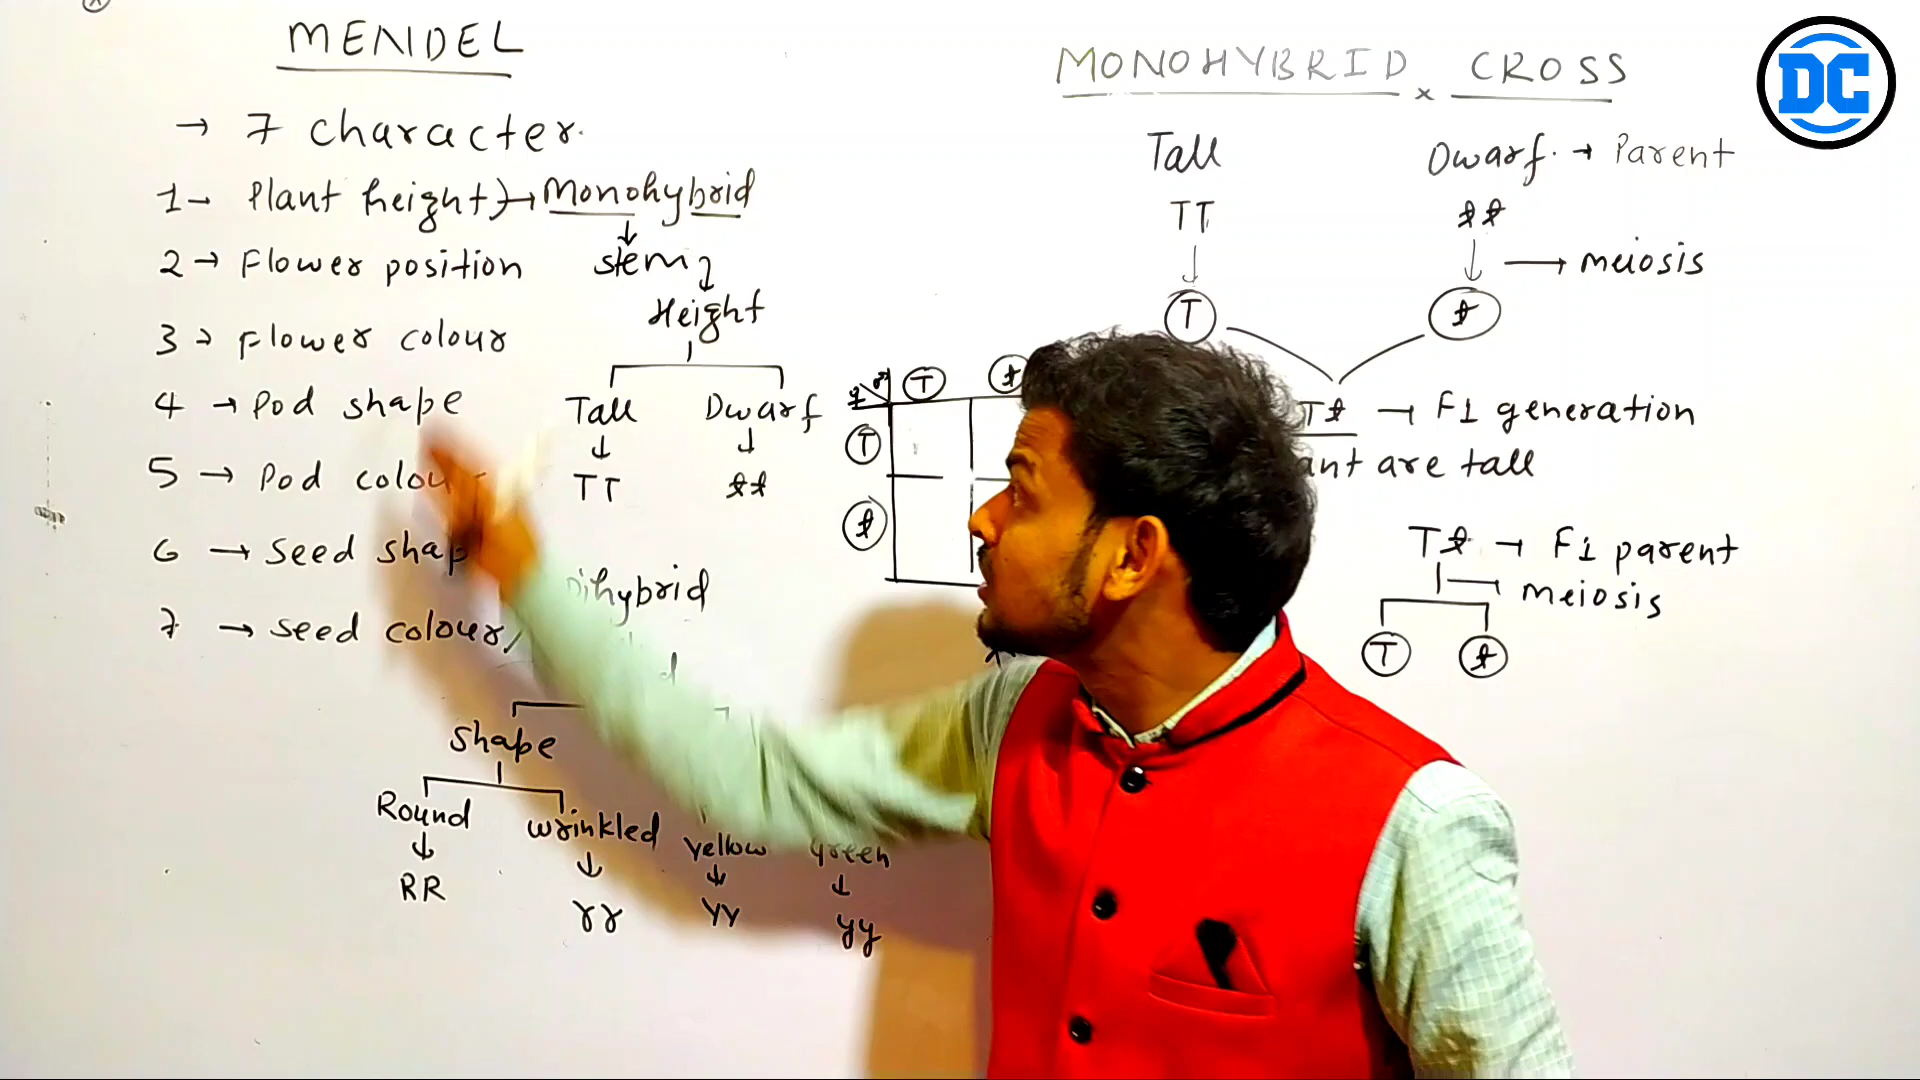 MENDEL
→ 7 character.
1→ Plant height → Monohybrid
2→ Flower position
3→ Flower colour
4→ Pod shape
5→ Pod colou
6→ Seed shap
7→ seed colour
stem
Height
Tall Dwarf
TT tt
ihybrid
shape
Round wrinkled yellow green
RR rr YY yy
MONOHYBRID × CROSS
Tall Dwarf. → Parent
TT tt
→ meiosis
T t
Tt → F1 generation
ant are tall
T t
T
t
Tt → F1 parent
meiosis
T t
DC